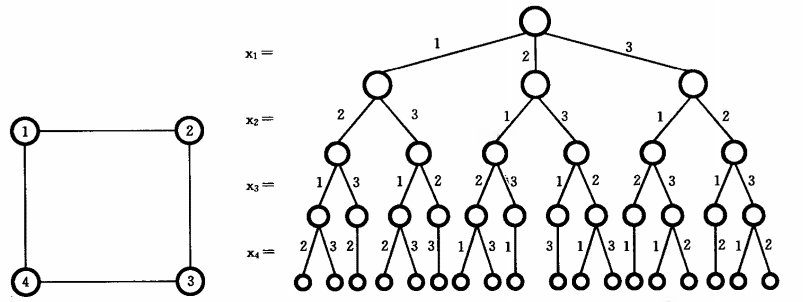 x₁= 1 2 3
x₂= 2 3 1 3 1 2
1 2
x₃= 1 3 1 2 2 3 1 2 2 3 1 3
x₄= 2 3 2 2 3 3 1 3 1 3 1 3 1 1 2 2 1 2
4 3